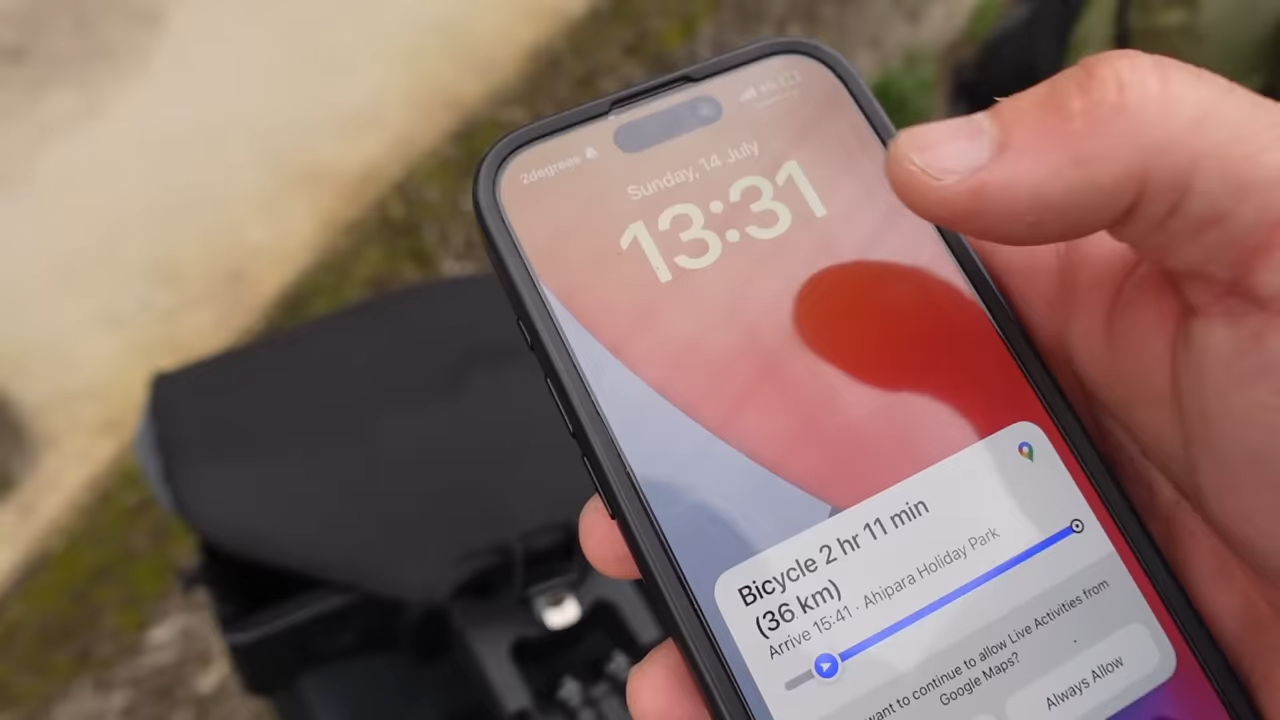 2degrees
Sunday, 14 July
13:31
Bicycle 2 hr 11 min
(36 km)
Arrive 15:41 · Ahipara Holiday Park
want to continue to allow Live Activities from
Google Maps?
Always Allow